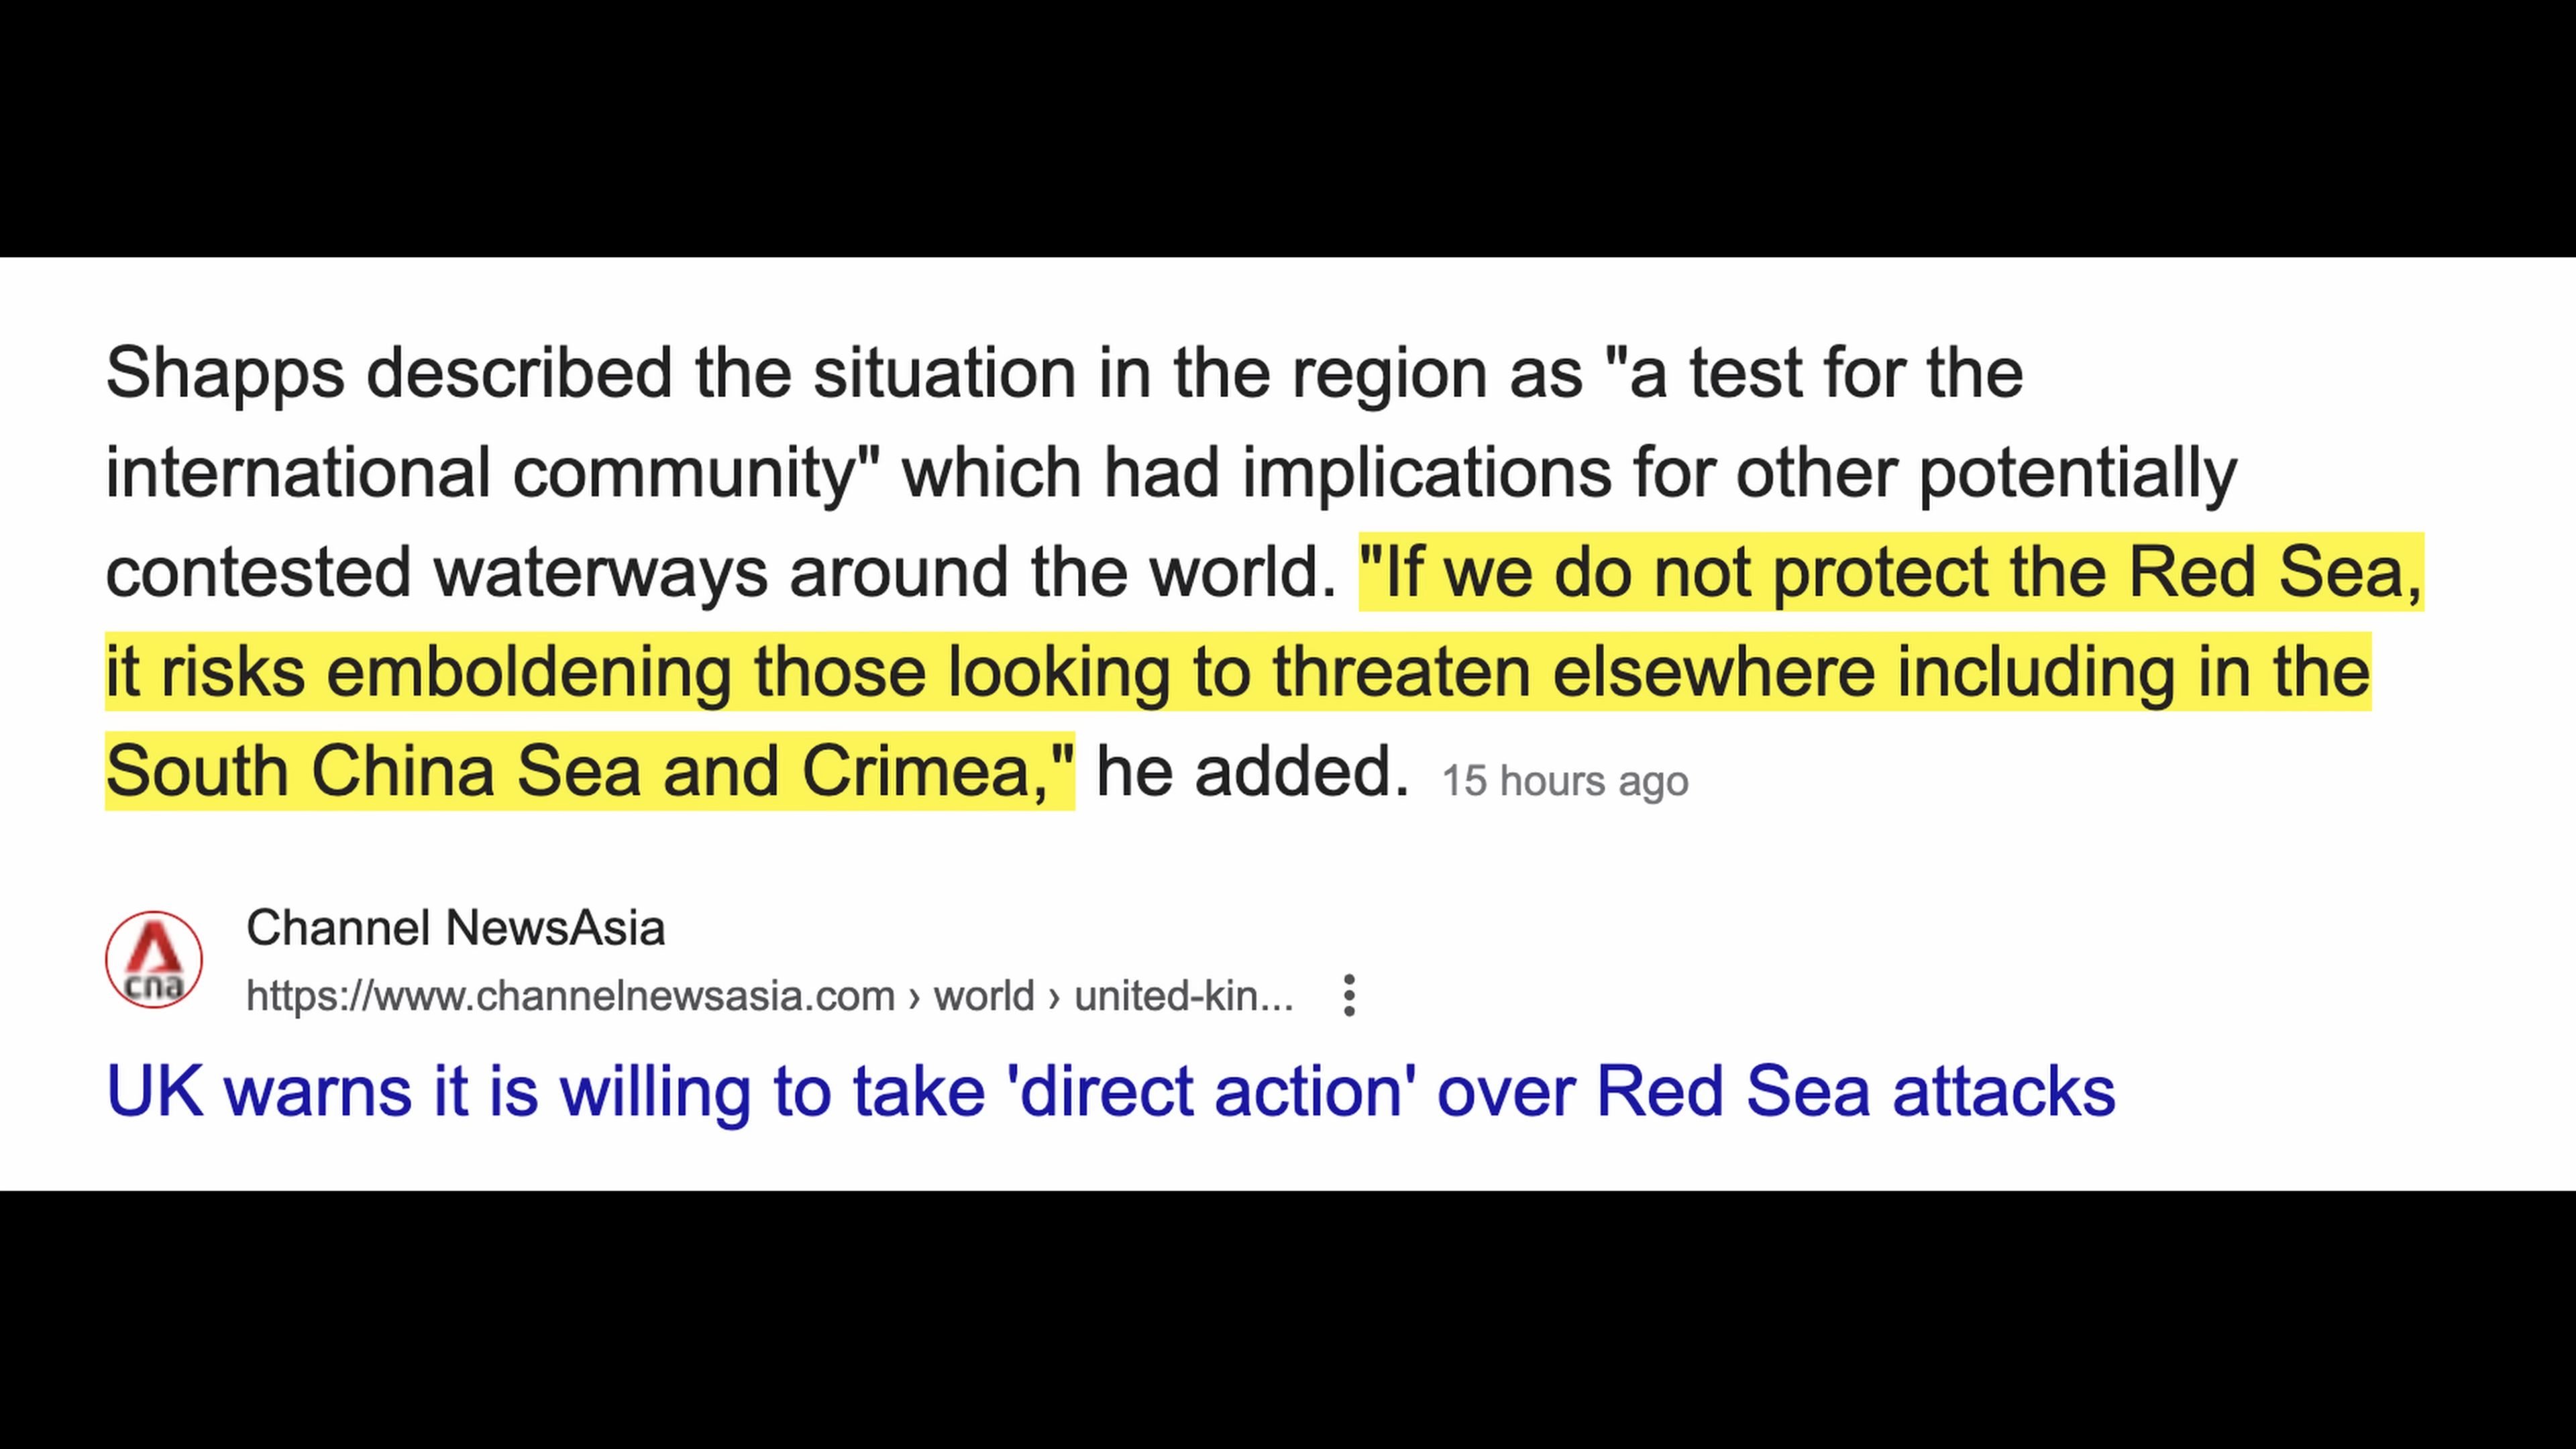 Shapps described the situation in the region as "a test for the
international community" which had implications for other potentially
contested waterways around the world. "If we do not protect the Red Sea,
it risks emboldening those looking to threaten elsewhere including in the
South China Sea and Crimea," he added. 15 hours ago
cna
Channel NewsAsia
https://www.channelnewsasia.com › world › united-kin...
UK warns it is willing to take 'direct action' over Red Sea attacks